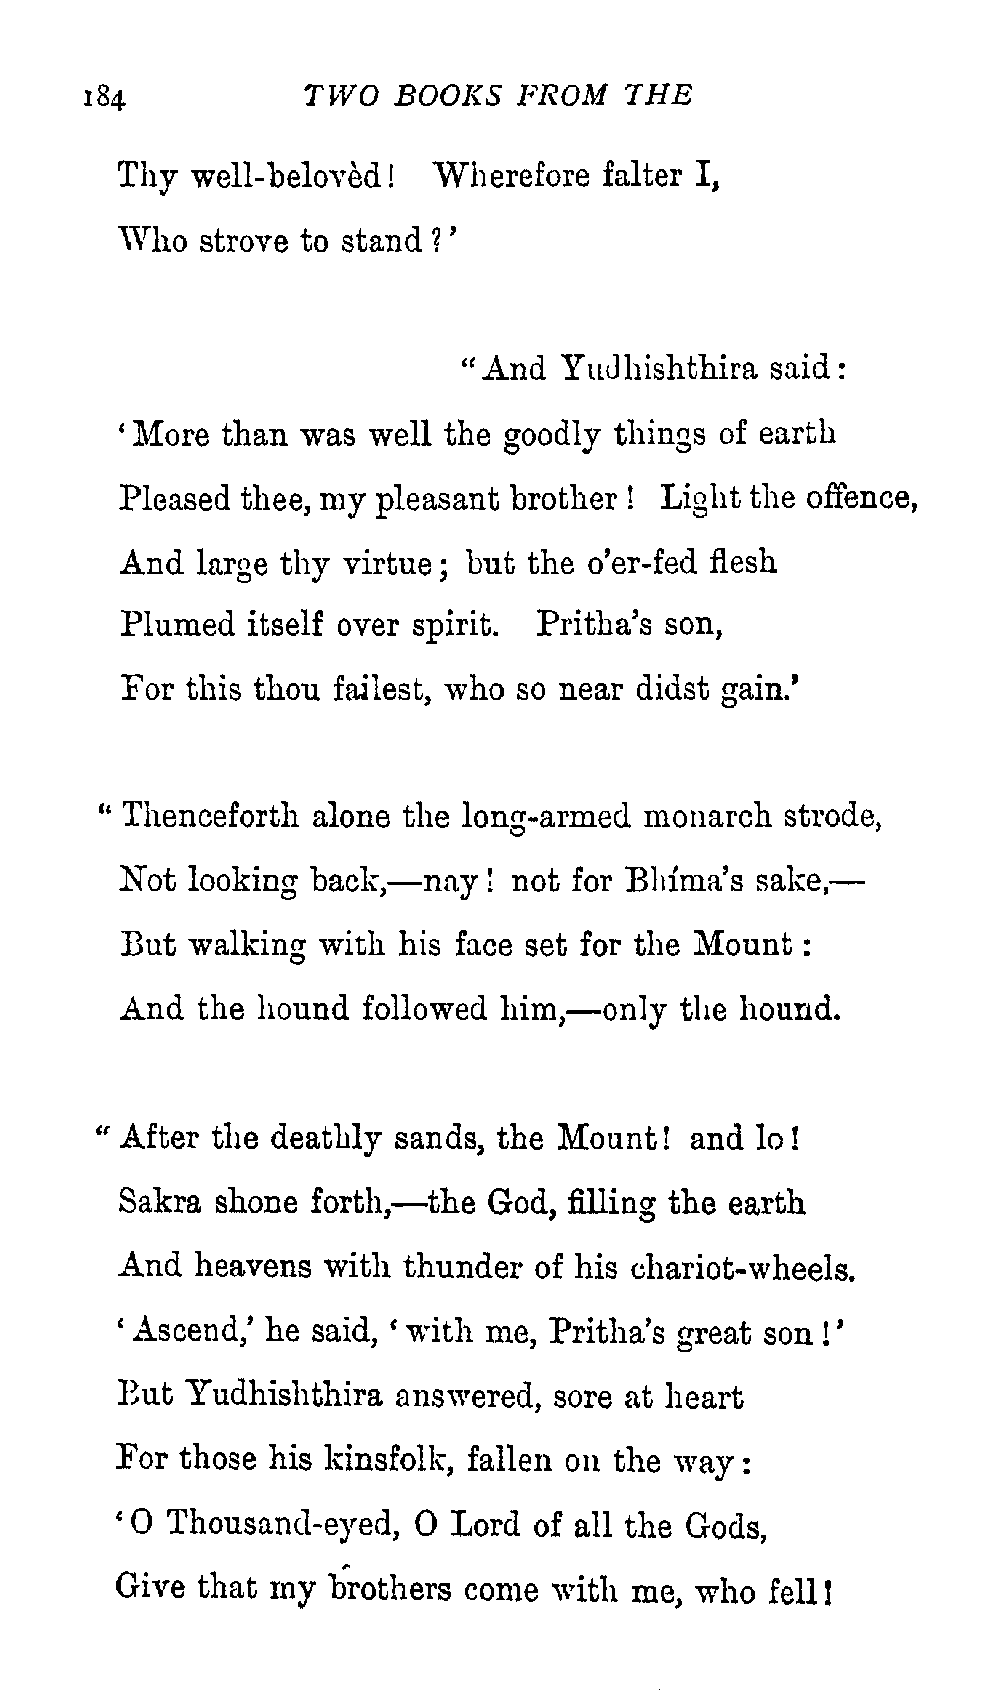 184 TWO BOOKS FROM THE
Thy well-belovèd! Wherefore falter I,
Who strove to stand?’
“And Yudhishthira said:
‘More than was well the goodly things of earth
Pleased thee, my pleasant brother! Light the offence,
And large thy virtue; but the o’er-fed flesh
Plumed itself over spirit. Pritha’s son,
For this thou failest, who so near didst gain.’
“Thenceforth alone the long-armed monarch strode,
Not looking back,—nay! not for Bhíma’s sake,—
But walking with his face set for the Mount:
And the hound followed him,—only the hound.
“After the deathly sands, the Mount! and lo!
Sakra shone forth,—the God, filling the earth
And heavens with thunder of his chariot-wheels.
‘Ascend,’ he said, ‘with me, Pritha’s great son!’
But Yudhishthira answered, sore at heart
For those his kinsfolk, fallen on the way:
‘O Thousand-eyed, O Lord of all the Gods,
Give that my brothers come with me, who fell!